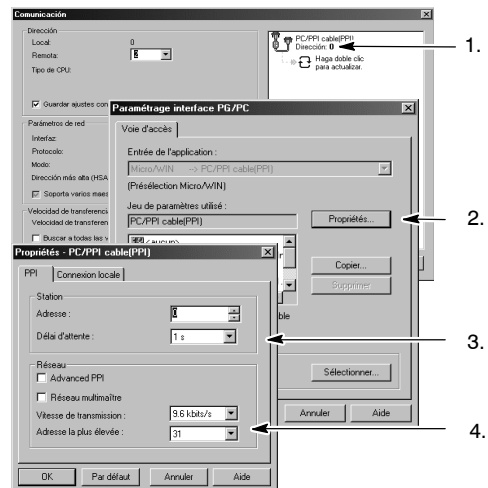 Comunicación
Dirección
Local: 0
Remota: 2
Tipo de CPU:
Guardar ajustes con
Parámetros de red
Interfaz:
Protocolo:
Modo:
Dirección más alta (HSA
Soporta varios maes
Velocidad de transferenci
Velocidad de transferen
Buscar a todas las v
PC/PPI cable(PPI)
Dirección: 0
Haga doble clic
para actualizar.
1.
Paramétrage interface PG/PC
Voie d'accès
Entrée de l'application :
Micro/WIN --> PC/PPI cable(PPI)
(Présélection Micro/WIN)
Jeu de paramètres utilisé :
PC/PPI cable(PPI)
Propriétés...
2.
<aucun>
Copier...
Supprimer
ble
Sélectionner...
Annuler
Aide
Propriétés - PC/PPI cable(PPI)
PPI
Connexion locale
Station
Adresse : 0
Délai d'attente : 1 s
3.
Réseau
Advanced PPI
Réseau multimaître
Vitesse de transmission : 9.6 kbits/s
Adresse la plus élevée : 31
4.
OK
Par défaut
Annuler
Aide